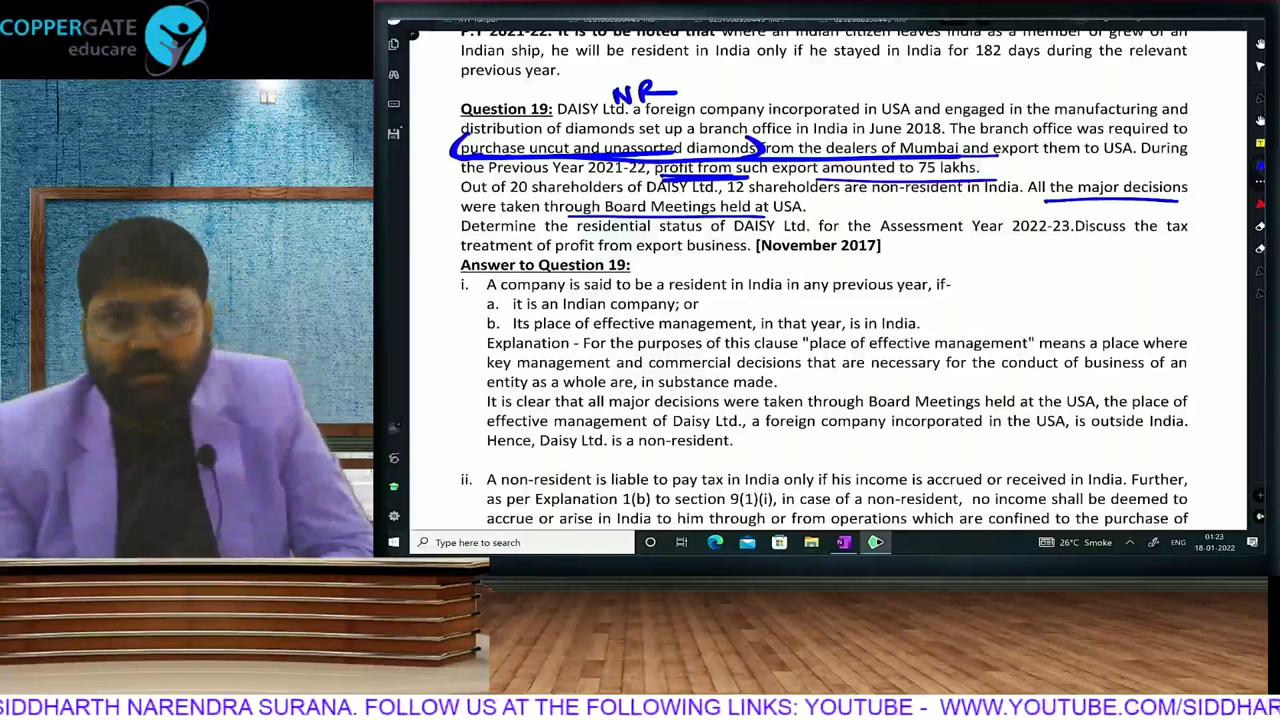 COPPERGATE
educare
F.Y 2021-22. It is to be noted that where an Indian citizen leaves India as a member of crew of an
Indian ship, he will be resident in India only if he stayed in India for 182 days during the relevant
previous year.
NR
Question 19: DAISY Ltd. a foreign company incorporated in USA and engaged in the manufacturing and
distribution of diamonds set up a branch office in India in June 2018. The branch office was required to
purchase uncut and unassorted diamonds from the dealers of Mumbai and export them to USA. During
the Previous Year 2021-22, profit from such export amounted to 75 lakhs.
Out of 20 shareholders of DAISY Ltd., 12 shareholders are non-resident in India. All the major decisions
were taken through Board Meetings held at USA.
Determine the residential status of DAISY Ltd. for the Assessment Year 2022-23.Discuss the tax
treatment of profit from export business. [November 2017]
Answer to Question 19:
i. A company is said to be a resident in India in any previous year, if-
a. it is an Indian company; or
b. Its place of effective management, in that year, is in India.
Explanation - For the purposes of this clause "place of effective management" means a place where
key management and commercial decisions that are necessary for the conduct of business of an
entity as a whole are, in substance made.
It is clear that all major decisions were taken through Board Meetings held at the USA, the place of
effective management of Daisy Ltd., a foreign company incorporated in the USA, is outside India.
Hence, Daisy Ltd. is a non-resident.
ii. A non-resident is liable to pay tax in India only if his income is accrued or received in India. Further,
as per Explanation 1(b) to section 9(1)(i), in case of a non-resident, no income shall be deemed to
accrue or arise in India to him through or from operations which are confined to the purchase of
Type here to search
26°C Smoke
ENG
01:23
18-01-2022
SIDDHARTH NARENDRA SURANA. FOLLOW US AT THE FOLLOWING LINKS: YOUTUBE - WWW.YOUTUBE.COM/SIDDHAR